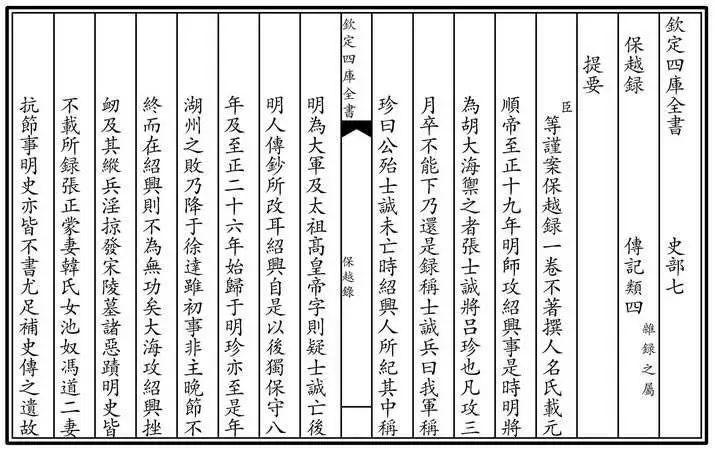 欽定四庫全書 史部七
保越録 傳記類四 雜録之屬
提要
臣等謹案保越録一卷不著撰人名氏載元
順帝至正十九年明師攻紹興事是時明將
為胡大海禦之者張士誠將吕珍也凡攻三
月卒不能下乃還是録稱士誠兵曰我軍稱
珍曰公殆士誠未亡時紹興人所紀其中稱
欽定四庫全書 保越錄
明為大軍及太祖髙皇帝字則疑士誠亡後
明人傳鈔所改耳紹興自是以後獨保守八
年及至正二十六年始歸于明珍亦至是年
湖州之敗乃降于徐達雖初事非主晚節不
終而在紹興則不為無功矣大海攻紹興挫
衂及其縱兵淫掠發宋陵墓諸惡蹟明史皆
不載所録張正蒙妻韓氏女池奴馮道二妻
抗節事明史亦皆不書尤足補史傳之遺故